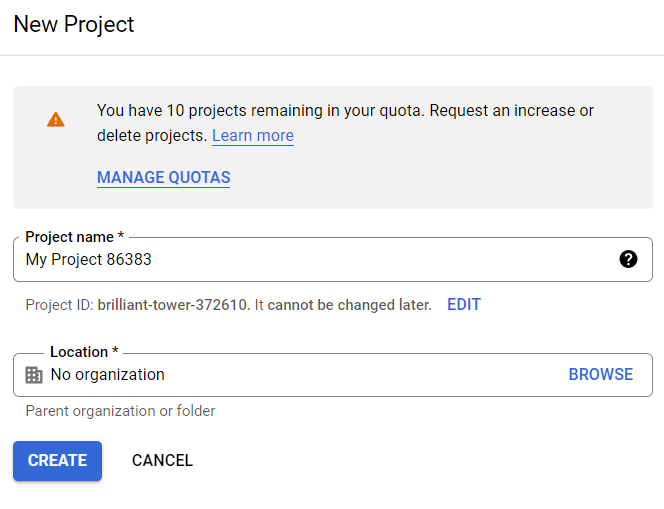 New Project
You have 10 projects remaining in your quota. Request an increase or
delete projects. Learn more
MANAGE QUOTAS
Project name *
My Project 86383
Project ID: brilliant-tower-372610. It cannot be changed later. EDIT
Location *
No organization BROWSE
Parent organization or folder
CREATE CANCEL